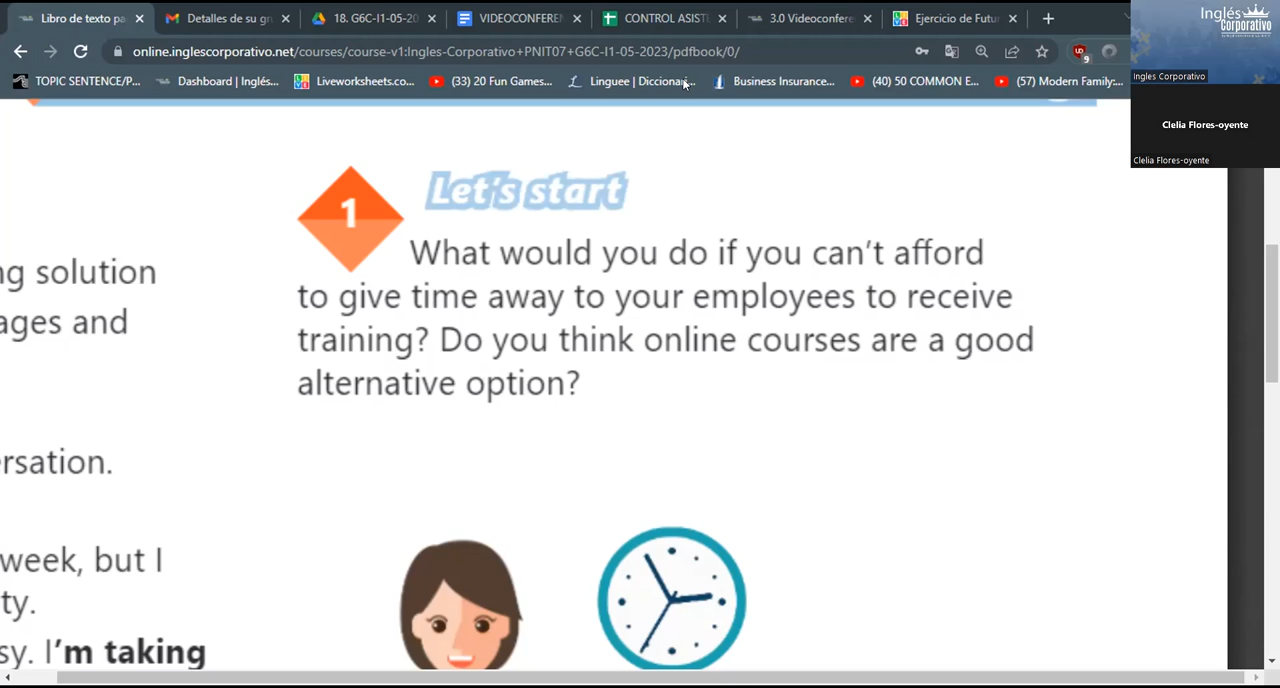 Libro de texto pa
Detalles de su gr
18. G6C-I1-05-20
VIDEOCONFEREN
CONTROL ASIST
3.0 Videoconfere
Ejercicio de Futu
online.inglescorporativo.net/courses/course-v1:Ingles-Corporativo+PNIT07+G6C-I1-05-2023/pdfbook/0/
9
TOPIC SENTENCE/P...
Dashboard | Inglés...
Liveworksheets.co...
(33) 20 Fun Games...
Linguee | Diccionari...
Business Insurance...
(40) 50 COMMON E...
(57) Modern Family:...
Inglés
Corporativo
Ingles Corporativo
Clelia Flores-oyente
Clelia Flores-oyente
1
Let's start
What would you do if you can't afford
to give time away to your employees to receive
training? Do you think online courses are a good
alternative option?
ng solution
ages and
ersation.
week, but I
ty.
sy. I'm taking